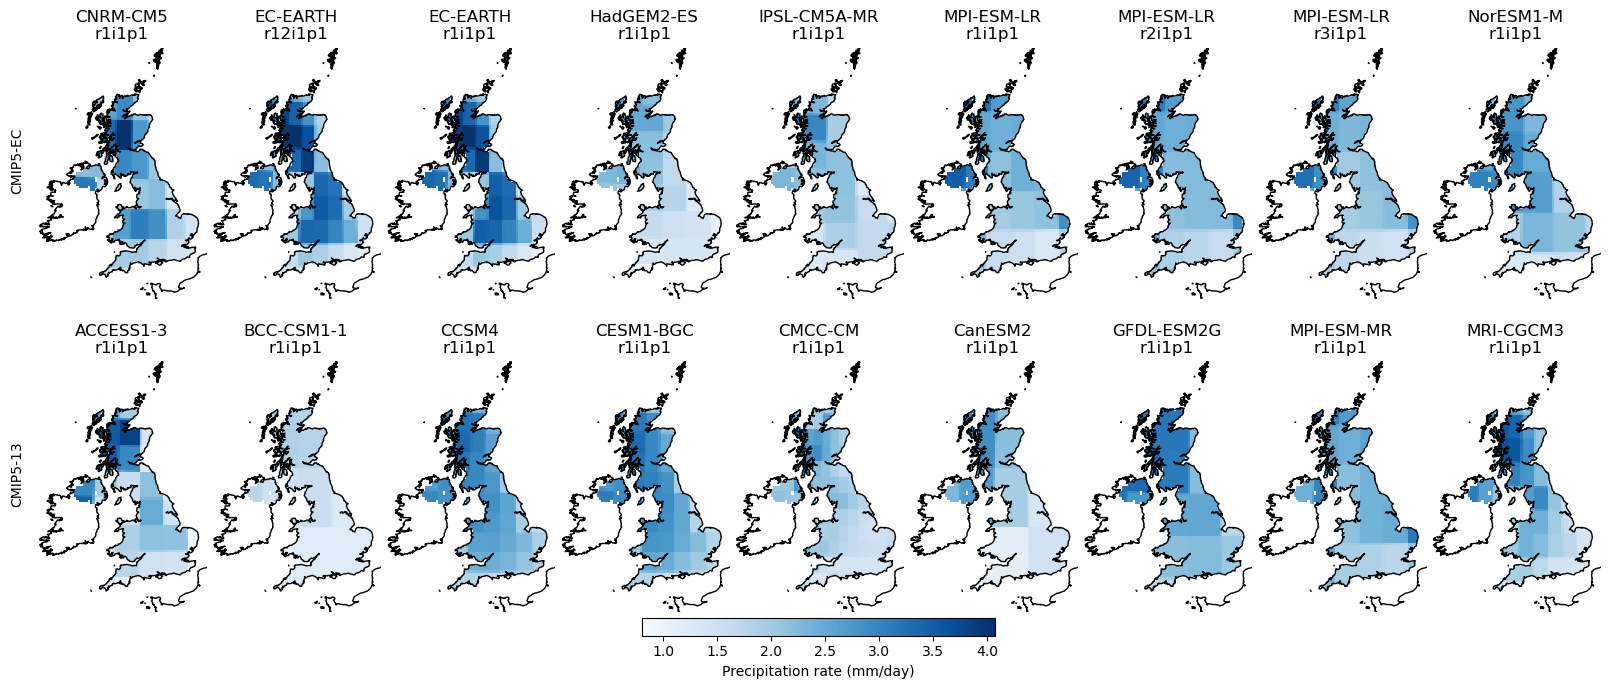 CNRM-CM5 EC-EARTH EC-EARTH HadGEM2-ES IPSL-CM5A-MR MPI-ESM-LR MPI-ESM-LR MPI-ESM-LR NorESM1-M
r1i1p1 r12i1p1 r1i1p1 r1i1p1 r1i1p1 r1i1p1 r2i1p1 r3i1p1 r1i1p1
CMIP5-EC
ACCESS1-3 BCC-CSM1-1 CCSM4 CESM1-BGC CMCC-CM CanESM2 GFDL-ESM2G MPI-ESM-MR MRI-CGCM3
r1i1p1 r1i1p1 r1i1p1 r1i1p1 r1i1p1 r1i1p1 r1i1p1 r1i1p1 r1i1p1
CMIP5-13
1.0 1.5 2.0 2.5 3.0 3.5 4.0
Precipitation rate (mm/day)